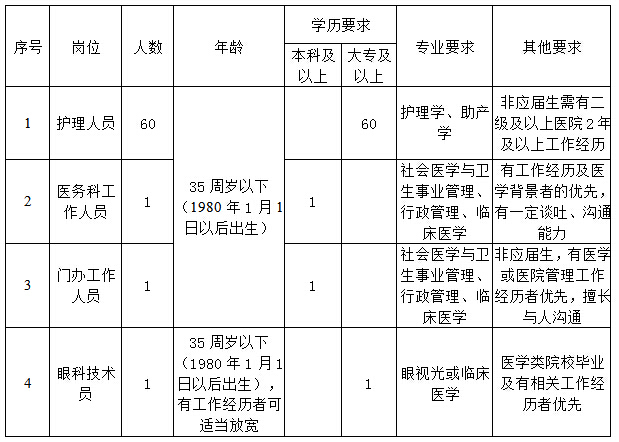 序号
岗位
人数
年龄
学历要求
本科及
以上
大专及
以上
专业要求
其他要求
1
护理人员
60
35 周岁以下
（1980 年 1 月 1
日以后出生）
60
护理学、助产
学
非应届生需有二
级及以上医院 2 年
及以上工作经历
2
医务科工
作人员
1
1
社会医学与卫
生事业管理、
行政管理、临
床医学
有工作经历及医
学背景者的优先，
有一定谈吐、沟通
能力
3
门办工作
人员
1
1
社会医学与卫
生事业管理、
行政管理、临
床医学
非应届生，有医学
或医院管理工作
经历者优先，擅长
与人沟通
4
眼科技术
员
1
35 周岁以下
（1980 年 1 月 1
日以后出生），
有工作经历者可
适当放宽
1
眼视光或临床
医学
医学类院校毕业
及有相关工作经
历者优先